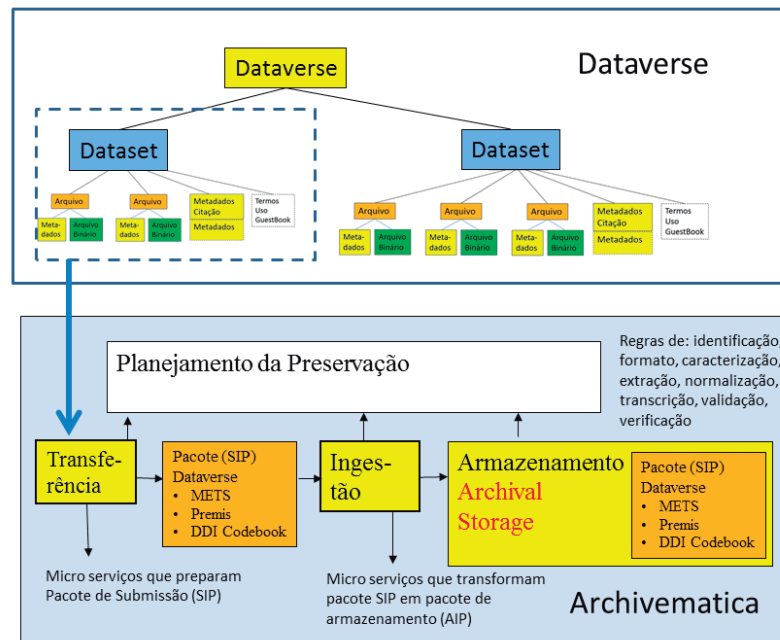 Dataverse
Dataverse
Dataset
Dataset
Arquivo
Arquivo
Metadados
Citação
Metadados
Termos
Uso
GuestBook
Meta-
dados
Arquivo
Binário
Meta-
dados
Arquivo
Binário
Arquivo
Arquivo
Arquivo
Metadados
Citação
Metadados
Termos
Uso
GuestBook
Meta-
dados
Arquivo
Binário
Meta-
dados
Arquivo
Binário
Meta-
dados
Arquivo
Binário
Planejamento da Preservação
Regras de: identificação,
formato, caracterização,
extração, normalização,
transcrição, validação,
verificação
Transfe-
rência
Pacote (SIP)
Dataverse
• METS
• Premis
• DDI Codebook
Inges-
tão
Armazenamento
Archival
Storage
Pacote (SIP)
Dataverse
• METS
• Premis
• DDI Codebook
Micro serviços que preparam
Pacote de Submissão (SIP)
Micro serviços que transformam
pacote SIP em pacote de
armazenamento (AIP)
Archivematica